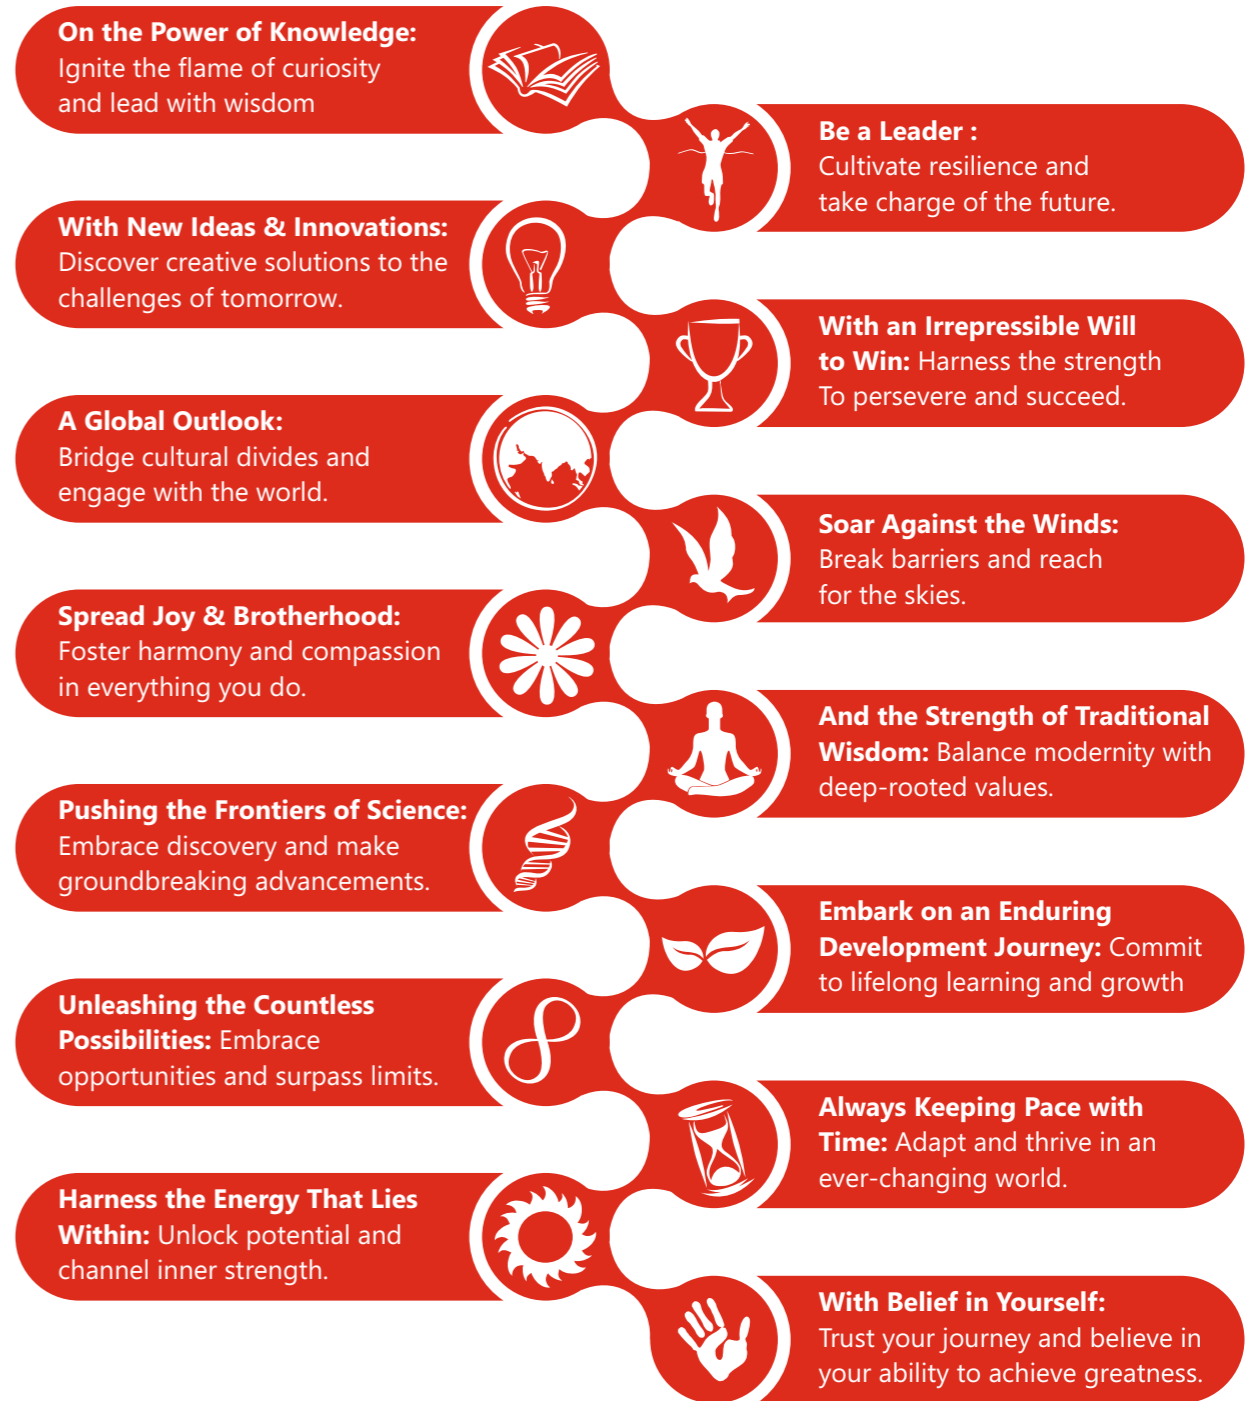 On the Power of Knowledge:
Ignite the flame of curiosity
and lead with wisdom
Be a Leader :
Cultivate resilience and
take charge of the future.
With New Ideas & Innovations:
Discover creative solutions to the
challenges of tomorrow.
With an Irrepressible Will
to Win: Harness the strength
To persevere and succeed.
A Global Outlook:
Bridge cultural divides and
engage with the world.
Soar Against the Winds:
Break barriers and reach
for the skies.
Spread Joy & Brotherhood:
Foster harmony and compassion
in everything you do.
And the Strength of Traditional
Wisdom: Balance modernity with
deep-rooted values.
Pushing the Frontiers of Science:
Embrace discovery and make
groundbreaking advancements.
Embark on an Enduring
Development Journey: Commit
to lifelong learning and growth
Unleashing the Countless
Possibilities: Embrace
opportunities and surpass limits.
Always Keeping Pace with
Time: Adapt and thrive in an
ever-changing world.
Harness the Energy That Lies
Within: Unlock potential and
channel inner strength.
With Belief in Yourself:
Trust your journey and believe in
your ability to achieve greatness.